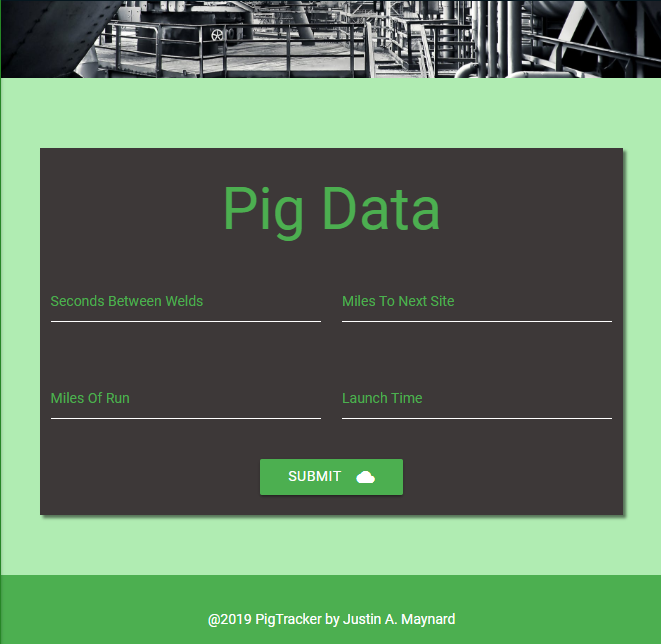 Pig Data
Seconds Between Welds
Miles To Next Site
Miles Of Run
Launch Time
SUBMIT
@2019 PigTracker by Justin A. Maynard